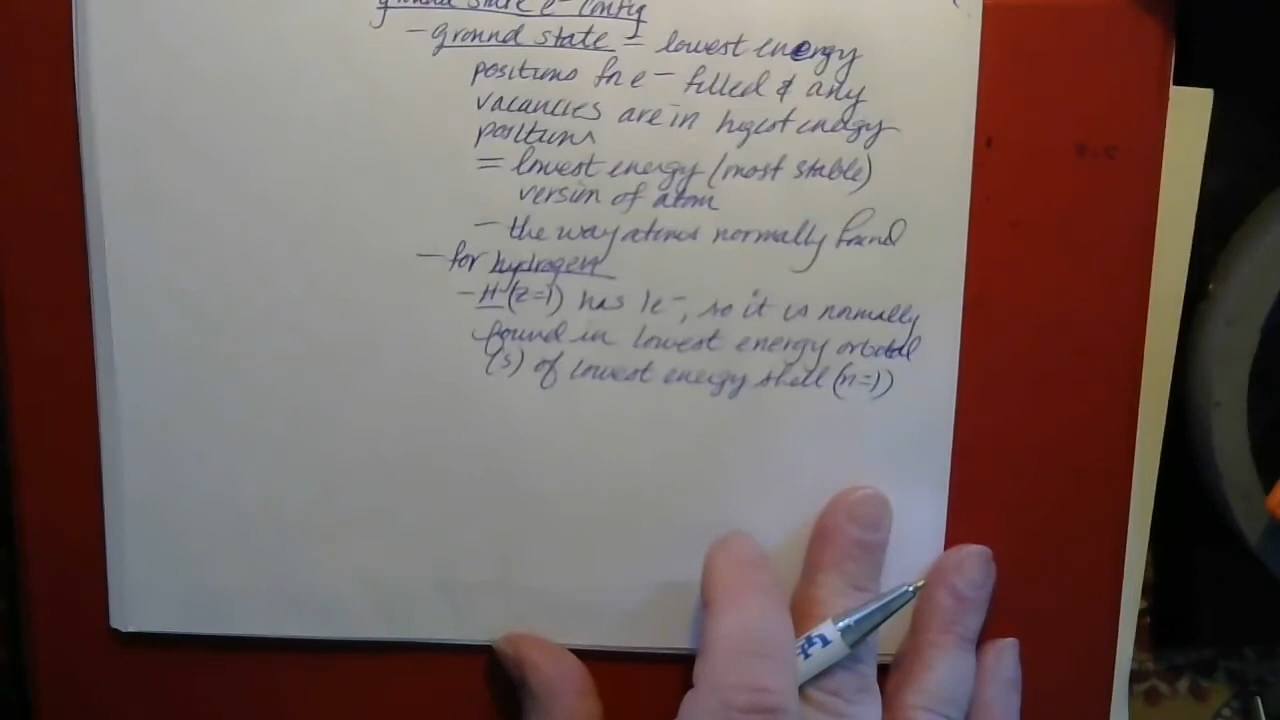 ground state e- config
- ground state = lowest energy
positions for e- filled & any
vacancies are in highest energy
positions
= lowest energy (most stable)
version of atom
- the way atoms normally found
- for hydrogen
- H (z=1) has 1e-, so it is normally
found in lowest energy orbital
(s) of lowest energy shell (n=1)